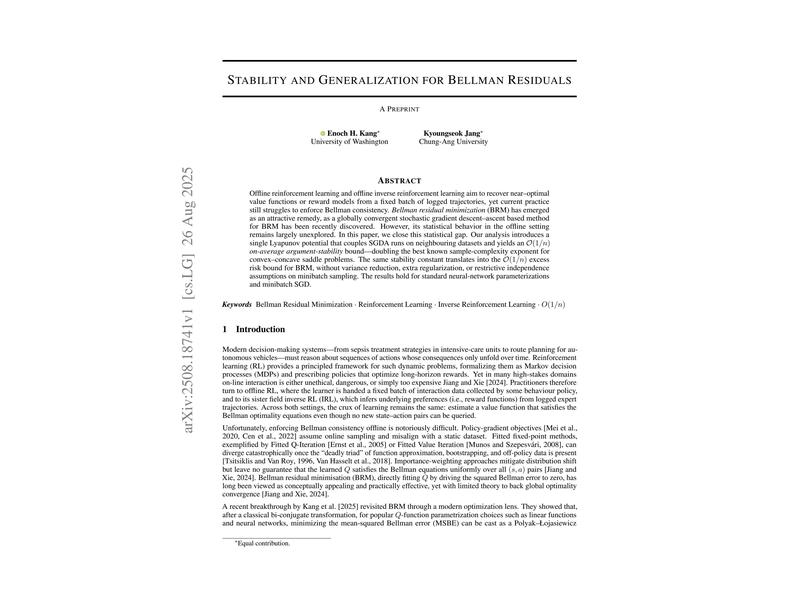 STABILITY AND GENERALIZATION FOR BELLMAN RESIDUALS
A PREPRINT
Enoch H. Kang*
University of Washington
Kyoungseok Jang*
Chung-Ang University
ABSTRACT
Offline reinforcement learning and offline inverse reinforcement learning aim to recover near–optimal
value functions or reward models from a fixed batch of logged trajectories, yet current practice
still struggles to enforce Bellman consistency. Bellman residual minimization (BRM) has emerged
as an attractive remedy, as a globally convergent stochastic gradient descent–ascent based method
for BRM has been recently discovered. However, its statistical behavior in the offline setting
remains largely unexplored. In this paper, we close this statistical gap. Our analysis introduces a
single Lyapunov potential that couples SGDA runs on neighbouring datasets and yields an O(1/n)
on-average argument-stability bound—doubling the best known sample-complexity exponent for
convex–concave saddle problems. The same stability constant translates into the O(1/n) excess
risk bound for BRM, without variance reduction, extra regularization, or restrictive independence
assumptions on minibatch sampling. The results hold for standard neural-network parameterizations
and minibatch SGD.
Keywords Bellman Residual Minimization · Reinforcement Learning · Inverse Reinforcement Learning · O(1/n)
1 Introduction
Modern decision-making systems—from sepsis treatment strategies in intensive-care units to route planning for au-
tonomous vehicles—must reason about sequences of actions whose consequences only unfold over time. Reinforcement
learning (RL) provides a principled framework for such dynamic problems, formalizing them as Markov decision
processes (MDPs) and prescribing policies that optimize long-horizon rewards. Yet in many high-stakes domains
on-line interaction is either unethical, dangerous, or simply too expensive Jiang and Xie [2024]. Practitioners therefore
turn to offline RL, where the learner is handed a fixed batch of interaction data collected by some behaviour policy,
and to its sister field inverse RL (IRL), which infers underlying rewards (i.e., reward functions) from logged expert
trajectories. Across both settings, the crux of learning remains the same: estimate a value function that satisfies the
Bellman optimality equations even though no new state–action pairs can be queried.
Unfortunately, enforcing Bellman consistency offline is notoriously difficult. Policy-gradient objectives [Mei et al.,
2020, Cen et al., 2022] assume online sampling and misalign with a static dataset. Fitted fixed-point methods,
exemplified by Fitted Q-Iteration [Ernst et al., 2005] or Fitted Value Iteration [Munos and Szepesvári, 2008], can
diverge catastrophically once the "deadly triad" of function approximation, bootstrapping, and off-policy data is present
[Tsitsiklis and Van Roy, 1996, Van Hasselt et al., 2018]. Importance-weighting approaches mitigate distribution shift
but leave no guarantee that the learned Q satisfies the Bellman equations uniformly over all (s, a) pairs [Jiang and
Xie, 2024]. Bellman residual minimisation (BRM), directly fitting Q by driving the squared Bellman error to zero, has
long been viewed as conceptually appealing and practically effective, yet with limited theory to back global optimality
convergence [Jiang and Xie, 2024].
A recent breakthrough by Kang et al. [2025] revisited BRM through a modern optimization lens. They showed that,
after a classical bi-conjugate transformation, for popular Q-function parametrization choices such as linear functions
and neural networks, minimizing the mean-squared Bellman error (MSBE) can be cast as a Polyak–Łojasiewicz
*Equal contribution.
arXiv:2508.18741v1 [cs.LG] 26 Aug 2025